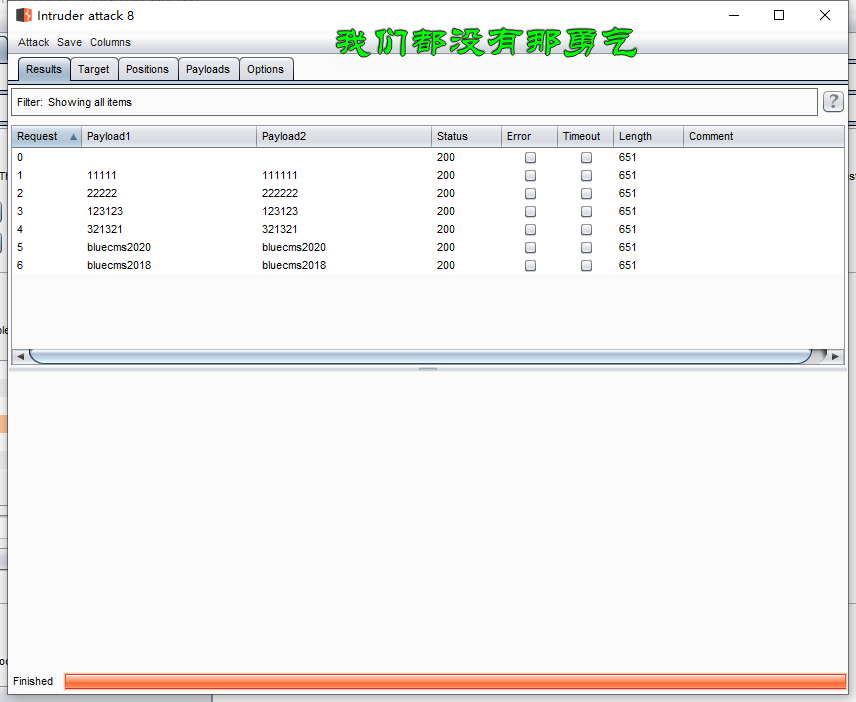 Intruder attack 8
Attack Save Columns
我们都没有那勇气
Results Target Positions Payloads Options
Filter: Showing all items
?
Request Payload1 Payload2 Status Error Timeout Length Comment
0 200 651
1 11111 111111 200 651
2 22222 222222 200 651
3 123123 123123 200 651
4 321321 321321 200 651
5 bluecms2020 bluecms2020 200 651
6 bluecms2018 bluecms2018 200 651
Finished